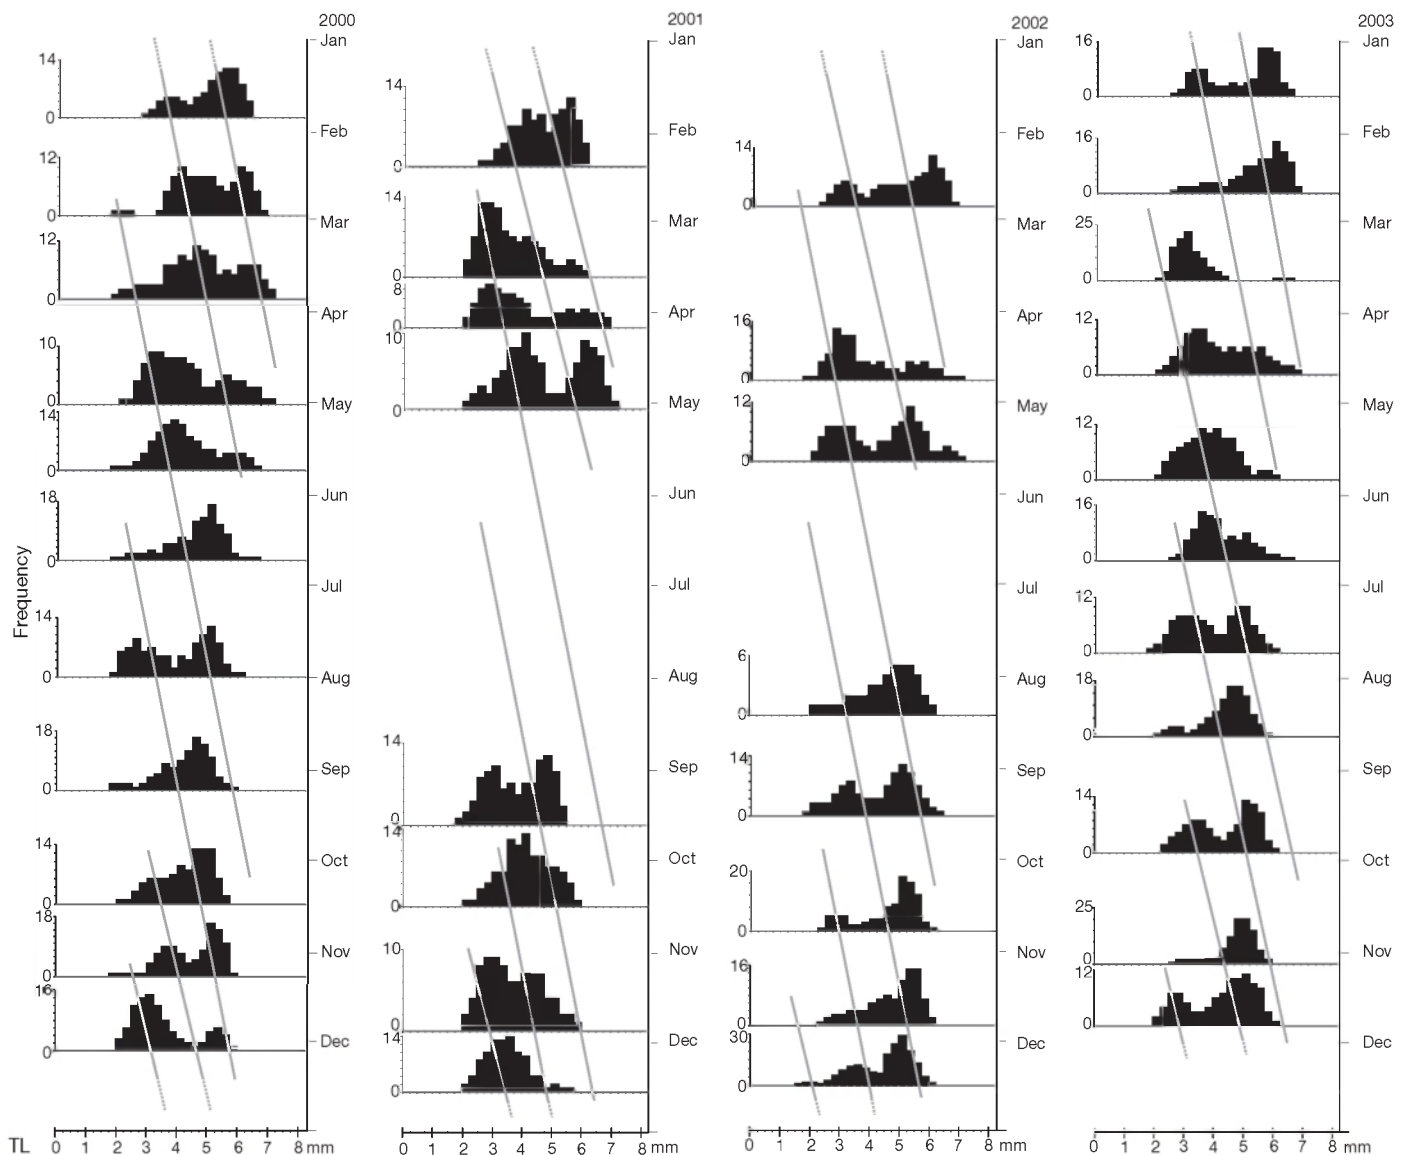 2000
Jan
14
0
Feb
12
0
Mar
12
0
Apr
10
0
May
14
0
Jun
18
0
Jul
14
0
Aug
18
0
Sep
14
0
Oct
18
0
Nov
16
0
Dec
Frequency
TL 0 1 2 3 4 5 6 7 8 mm
2001
Jan
14
0
Feb
14
0
Mar
8
0
Apr
10
0
May
Jun
Jul
Aug
14
0
Sep
14
0
Oct
10
0
Nov
14
0
Dec
0 1 2 3 4 5 6 7 8 mm
2002
Jan
Feb
14
0
Mar
Apr
16
0
May
12
0
Jun
Jul
6
0
Aug
14
0
Sep
20
0
Oct
16
0
Nov
30
0
Dec
0 1 2 3 4 5 6 7 8 mm
2003
Jan
16
0
Feb
16
0
Mar
25
0
Apr
12
0
May
12
0
Jun
16
0
Jul
12
0
Aug
18
0
Sep
14
0
Oct
25
0
Nov
12
0
Dec
0 1 2 3 4 5 6 7 8 mm